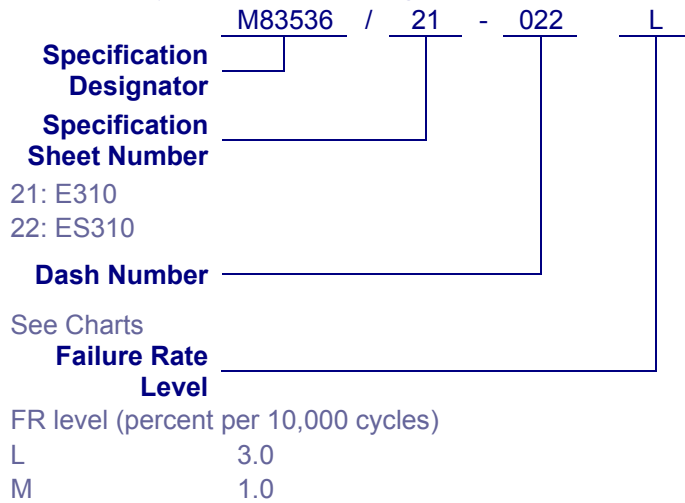 M83536 / 21 - 022 L
Specification
Designator
Specification
Sheet Number
21: E310
22: ES310
Dash Number
See Charts
Failure Rate
Level
FR level (percent per 10,000 cycles)
L 3.0
M 1.0